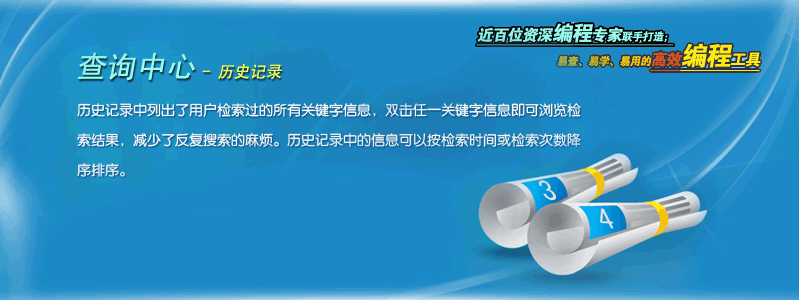 近百位资深编程专家联手打造;
易查、易学、易用的高效编程工具
查询中心 - 历史记录
历史记录中列出了用户检索过的所有关键字信息，双击任一关键字信息即可浏览检
索结果，减少了反复搜索的麻烦。历史记录中的信息可以按检索时间或检索次数降
序排序。
3
4